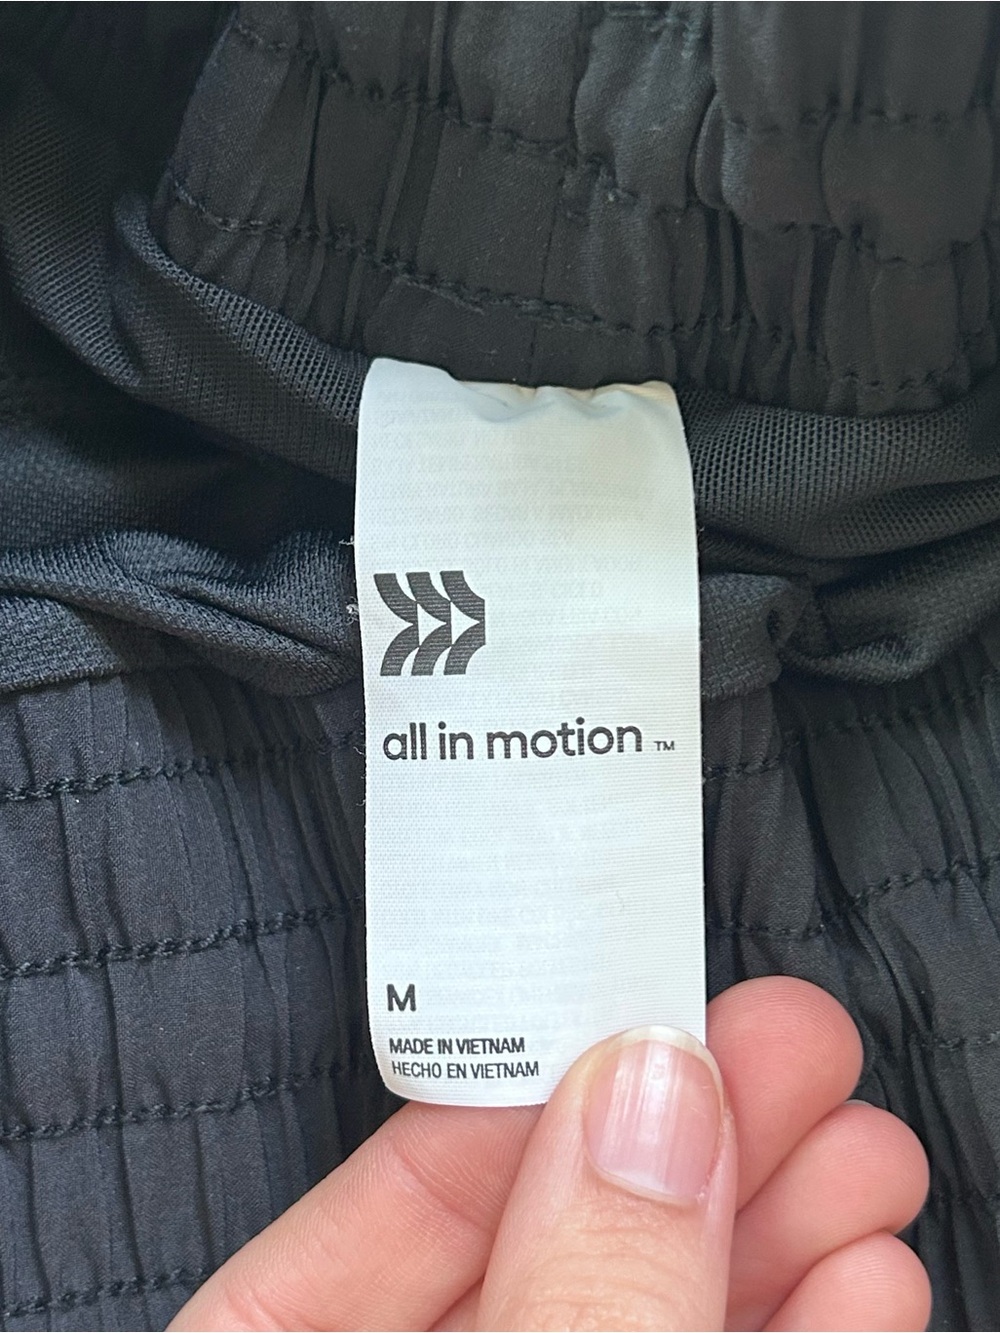 all in motion ™
M
MADE IN VIETNAM
HECHO EN VIETNAM